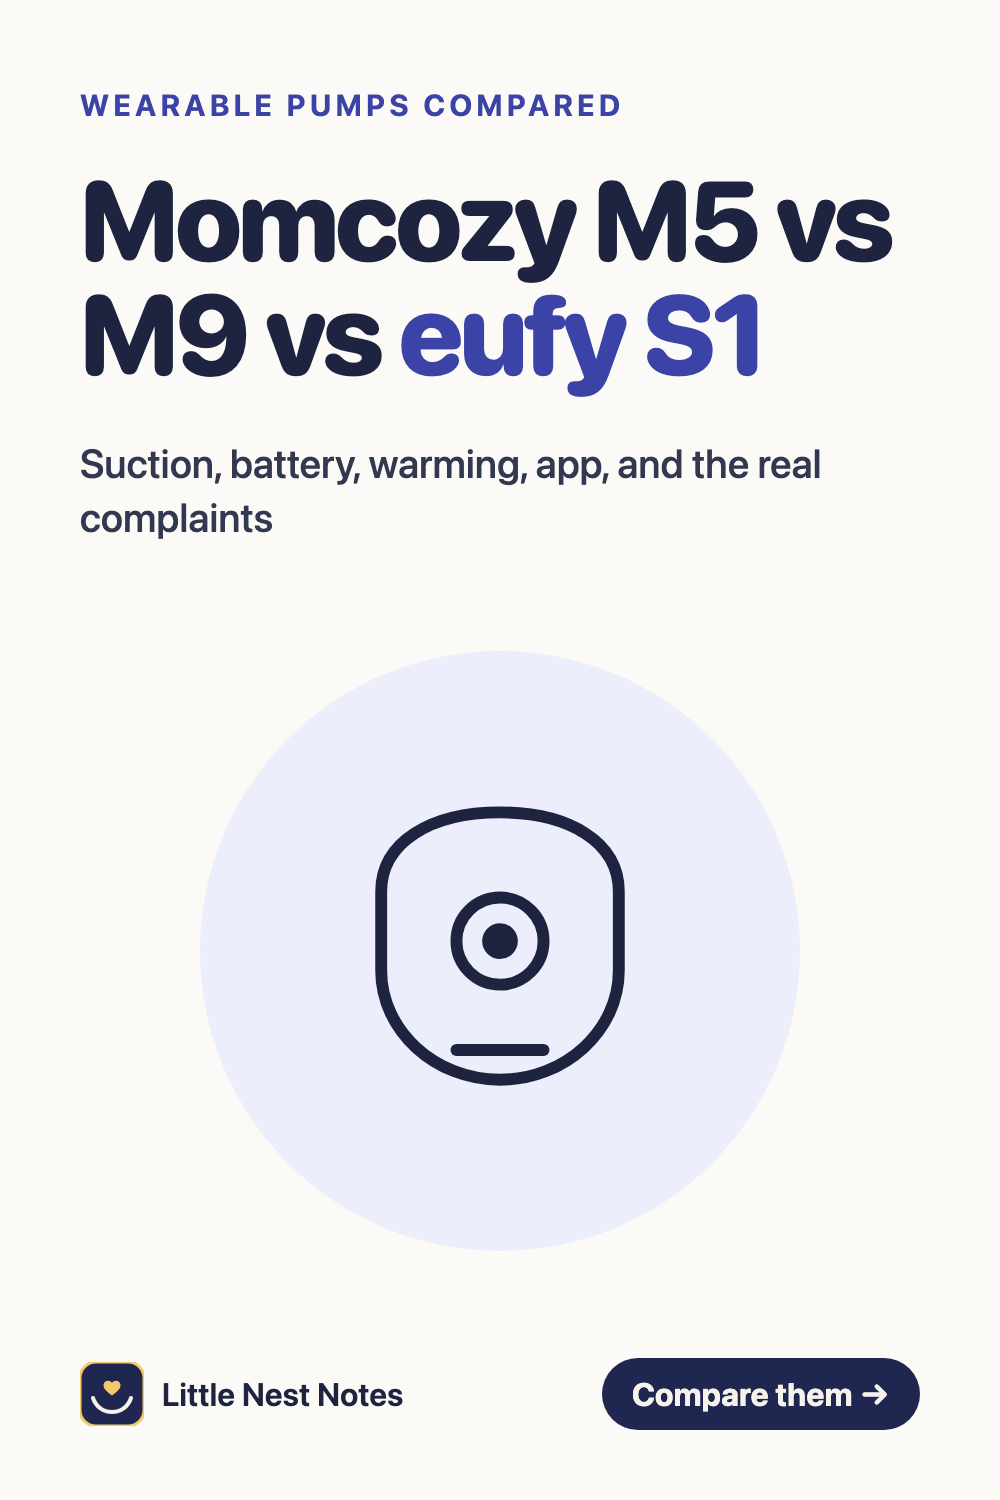 WEARABLE PUMPS COMPARED
Momcozy M5 vs
M9 vs eufy S1
Suction, battery, warming, app, and the real
complaints
Little Nest Notes
Compare them →